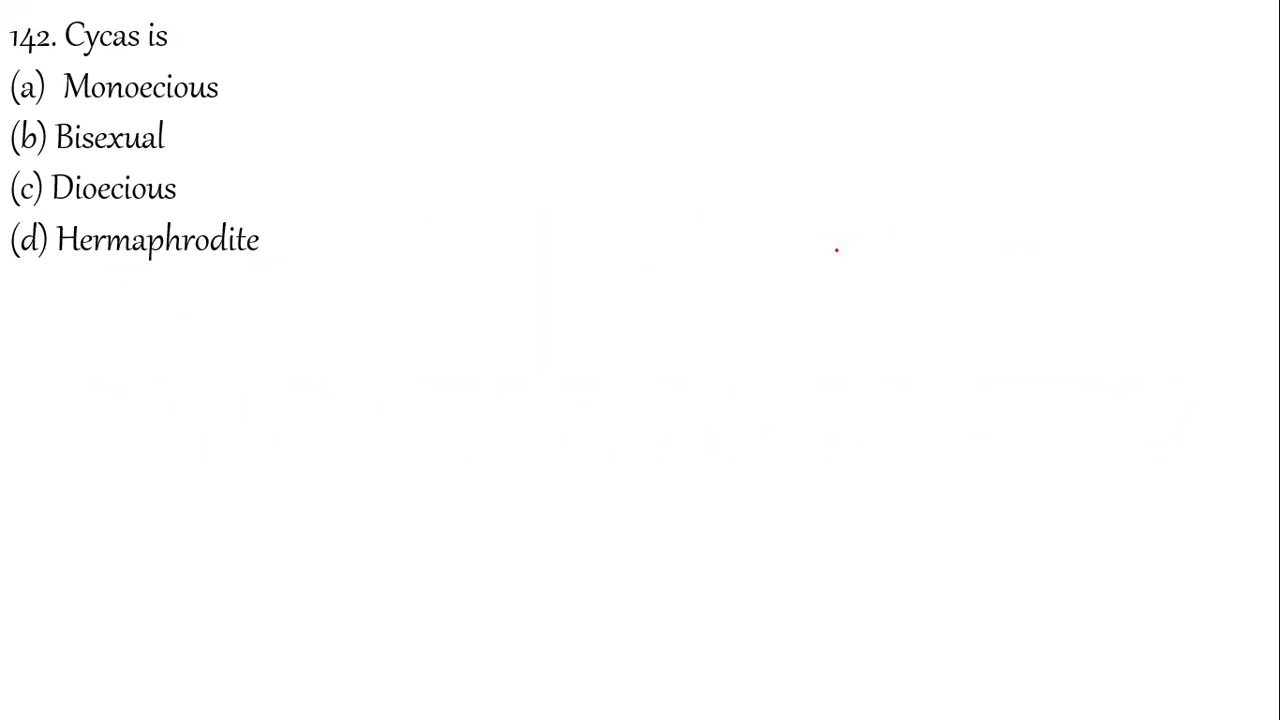 142. Cycas is
(a) Monoecious
(b) Bisexual
(c) Dioecious
(d) Hermaphrodite